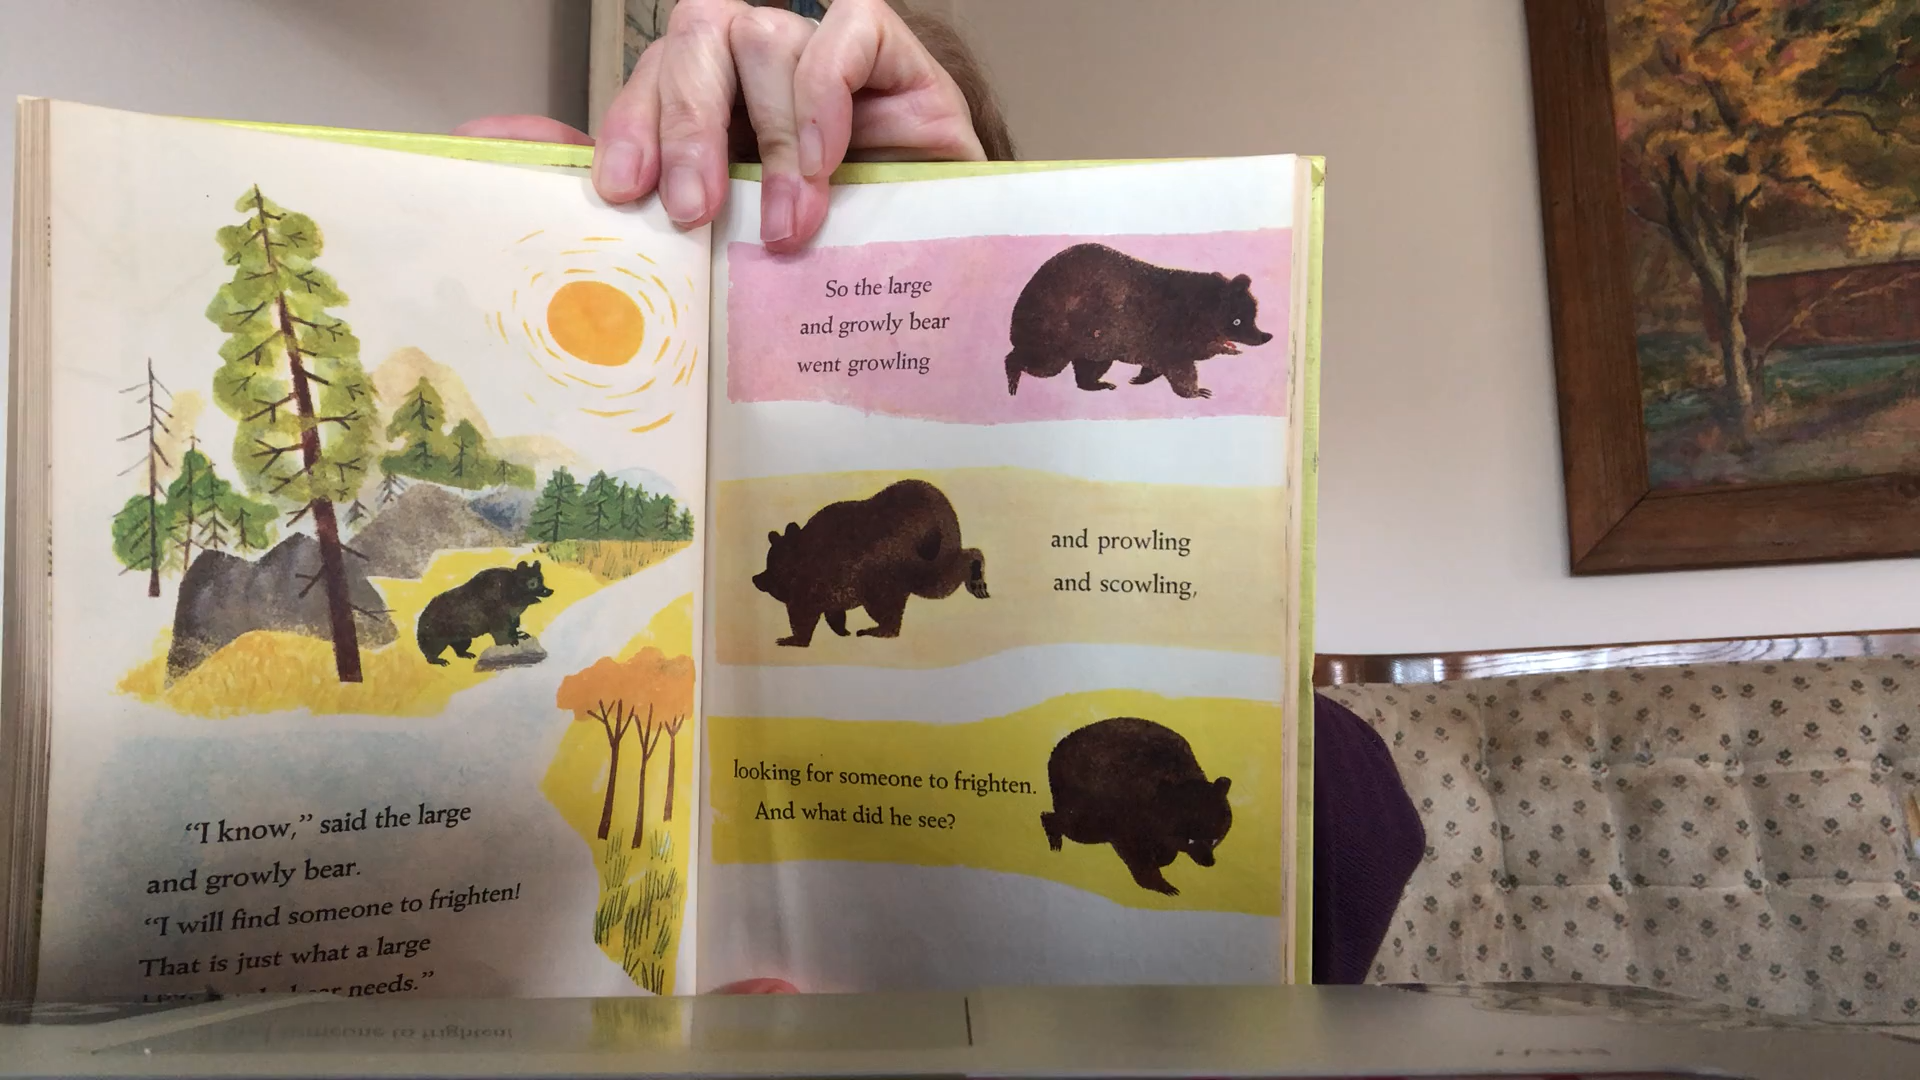 “I know,” said the large
and growly bear.
“I will find someone to frighten!
That is just what a large
needs.”
So the large
and growly bear
went growling
and prowling
and scowling,
looking for someone to frighten.
And what did he see?